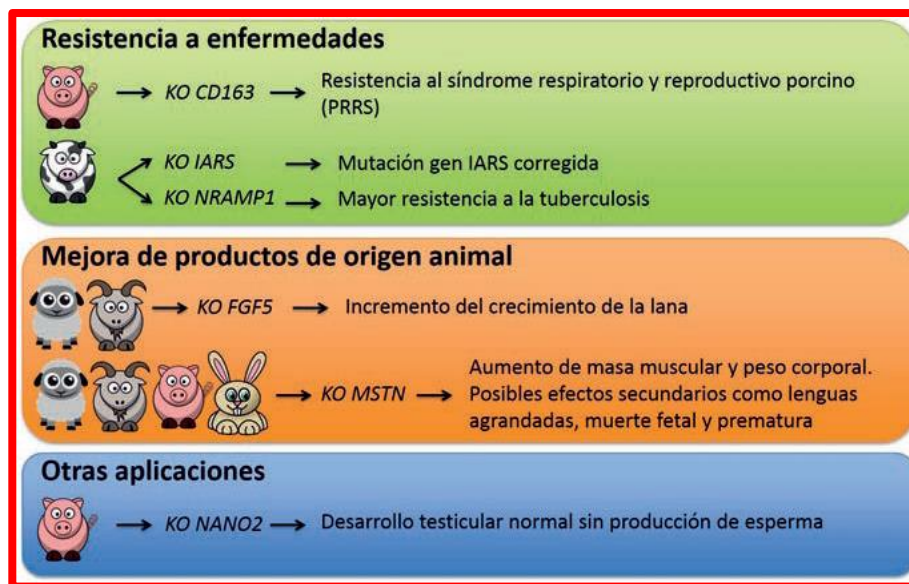 Resistencia a enfermedades
KO CD163
Resistencia al síndrome respiratorio y reproductivo porcino
(PRRS)
KO IARS
Mutación gen IARS corregida
KO NRAMP1
Mayor resistencia a la tuberculosis
Mejora de productos de origen animal
KO FGF5
Incremento del crecimiento de la lana
KO MSTN
Aumento de masa muscular y peso corporal.
Posibles efectos secundarios como lenguas
agrandadas, muerte fetal y prematura
Otras aplicaciones
KO NANO2
Desarrollo testicular normal sin producción de esperma